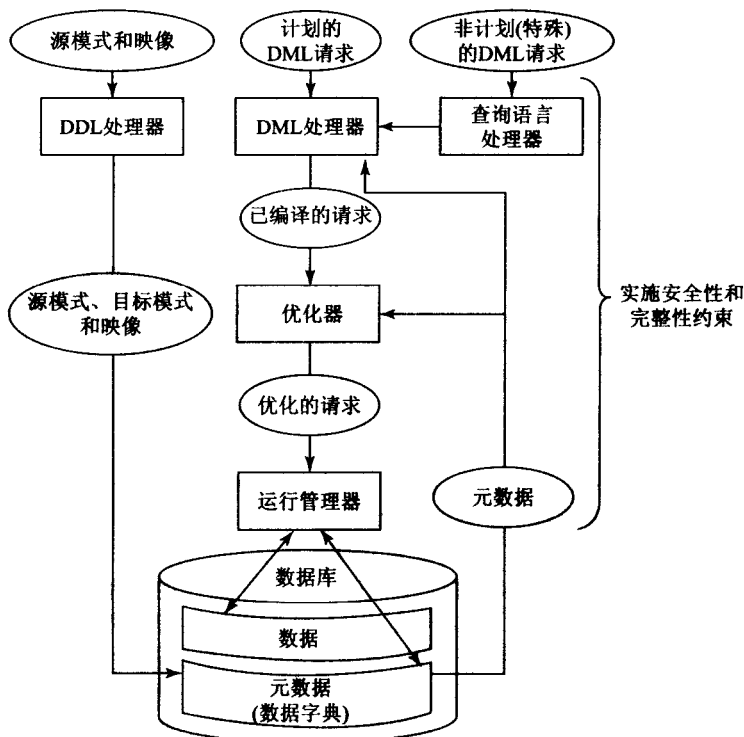 源模式和映像
计划的
DML请求
非计划(特殊)
的DML请求
DDL处理器
DML处理器
查询语言
处理器
已编译的请求
源模式、目标模式
和映像
优化器
实施安全性和
完整性约束
优化的请求
运行管理器
元数据
数据库
数据
元数据
(数据字典)